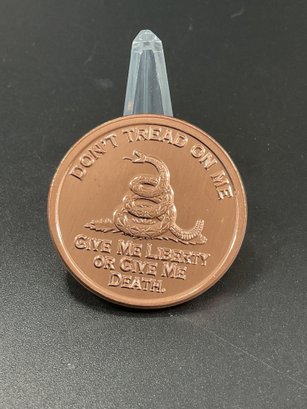 DON'T TREAD ON ME
GIVE ME LIBERTY
OR GIVE ME
DEATH.